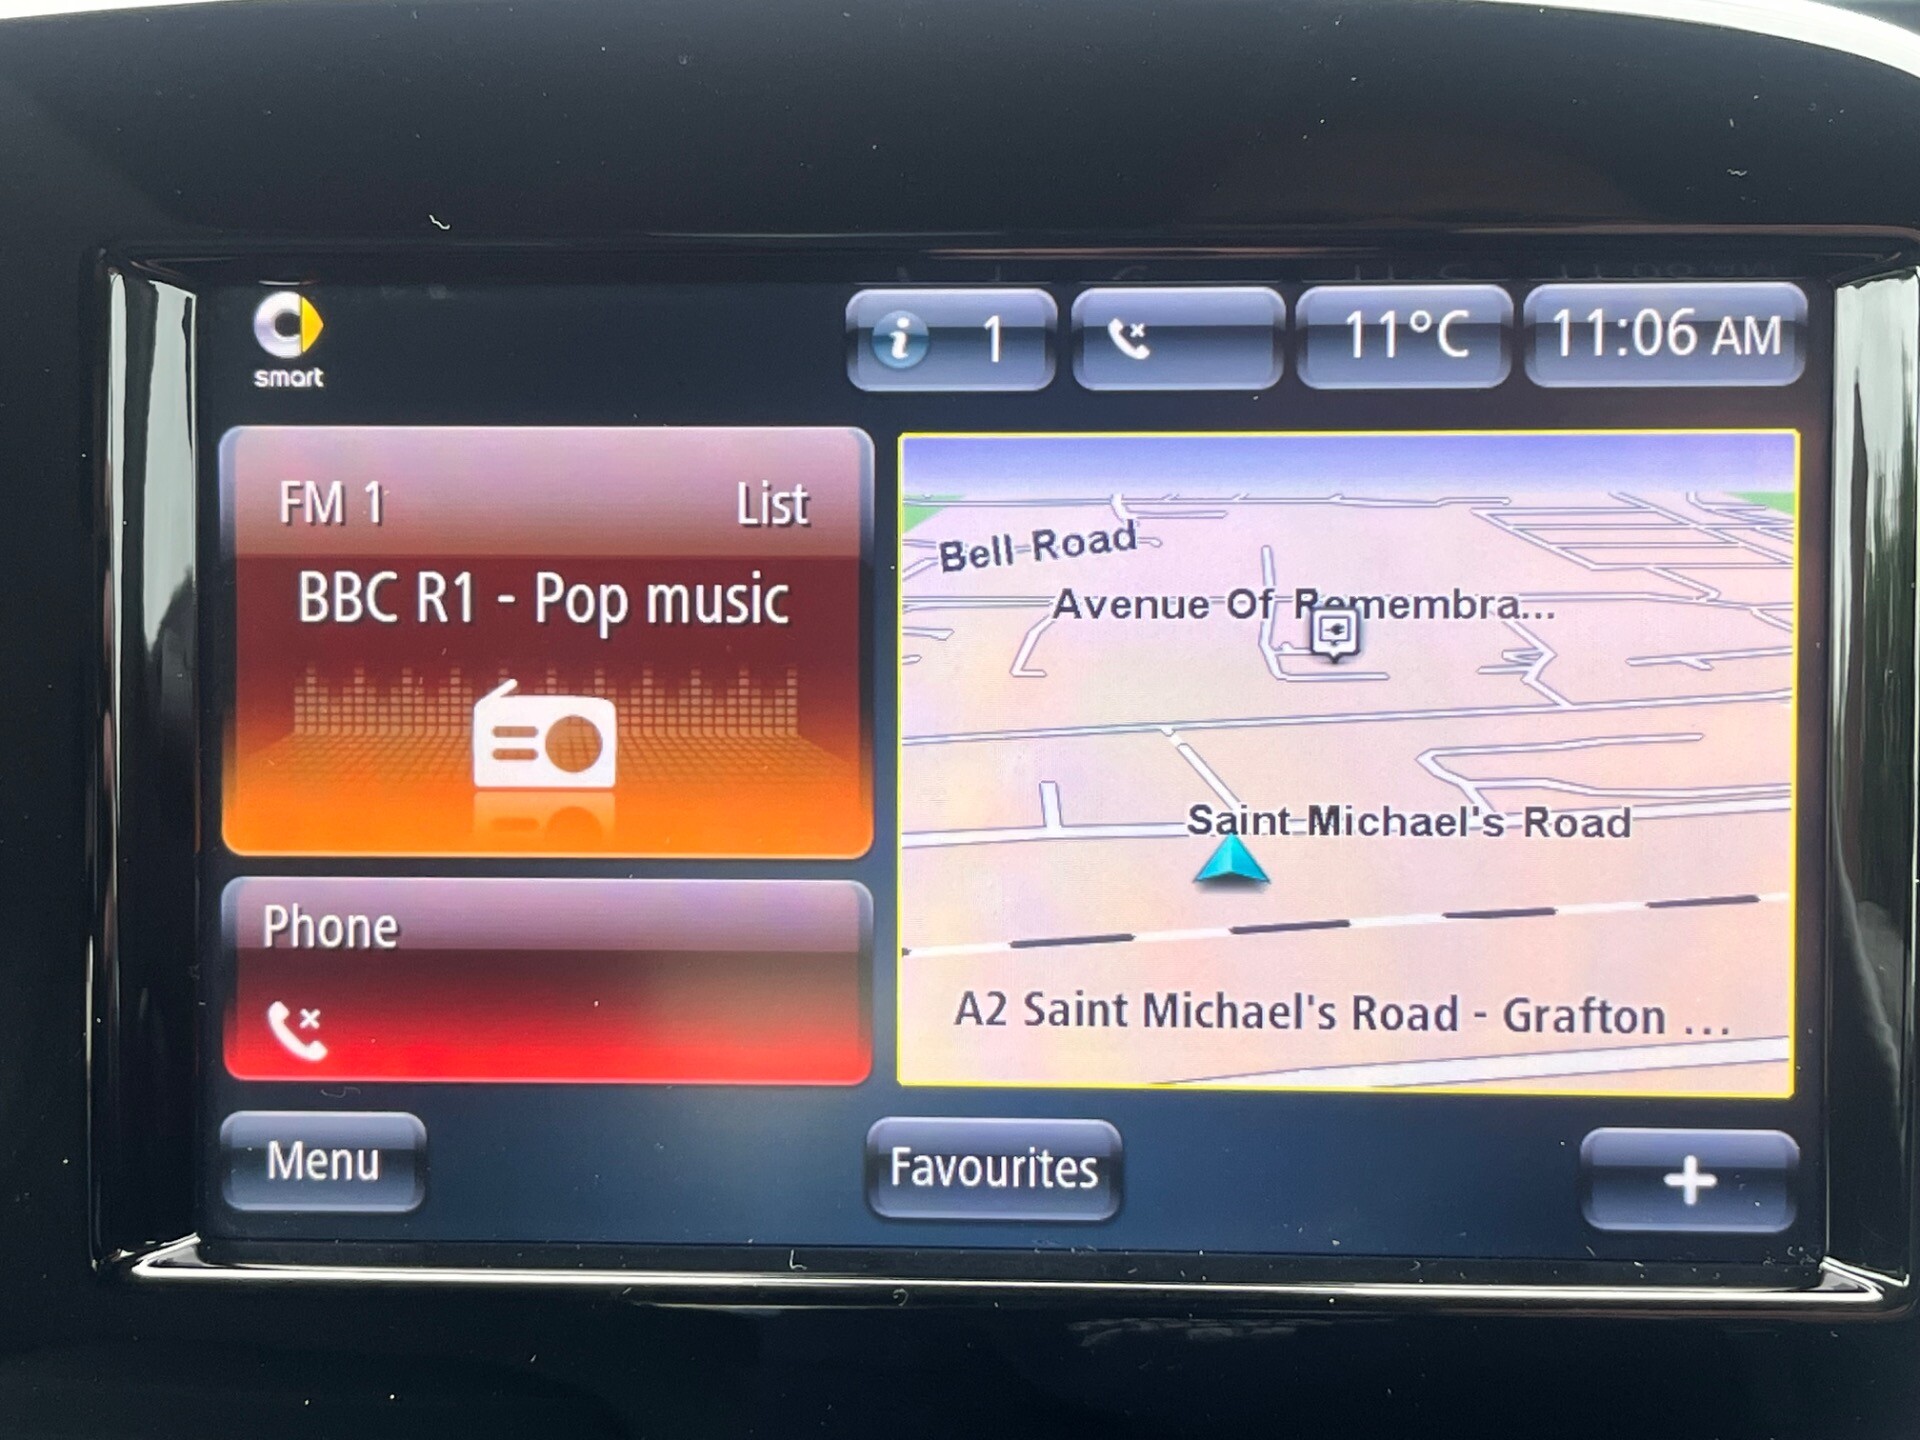 smart
1
11°C
11:06 AM
FM 1
List
BBC R1 - Pop music
Phone
Bell Road
Avenue Of Remembra...
Saint Michael's Road
A2 Saint Michael's Road - Grafton ...
Menu
Favourites
+